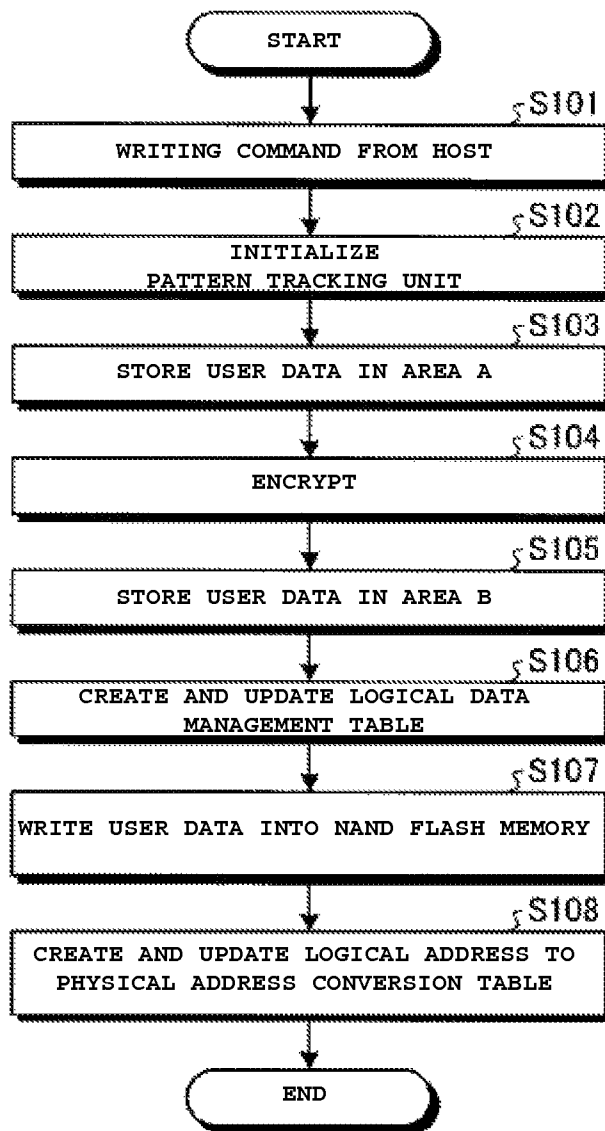 START
S101
WRITING COMMAND FROM HOST
S102
INITIALIZE
PATTERN TRACKING UNIT
S103
STORE USER DATA IN AREA A
S104
ENCRYPT
S105
STORE USER DATA IN AREA B
S106
CREATE AND UPDATE LOGICAL DATA
MANAGEMENT TABLE
S107
WRITE USER DATA INTO NAND FLASH MEMORY
S108
CREATE AND UPDATE LOGICAL ADDRESS TO
PHYSICAL ADDRESS CONVERSION TABLE
END